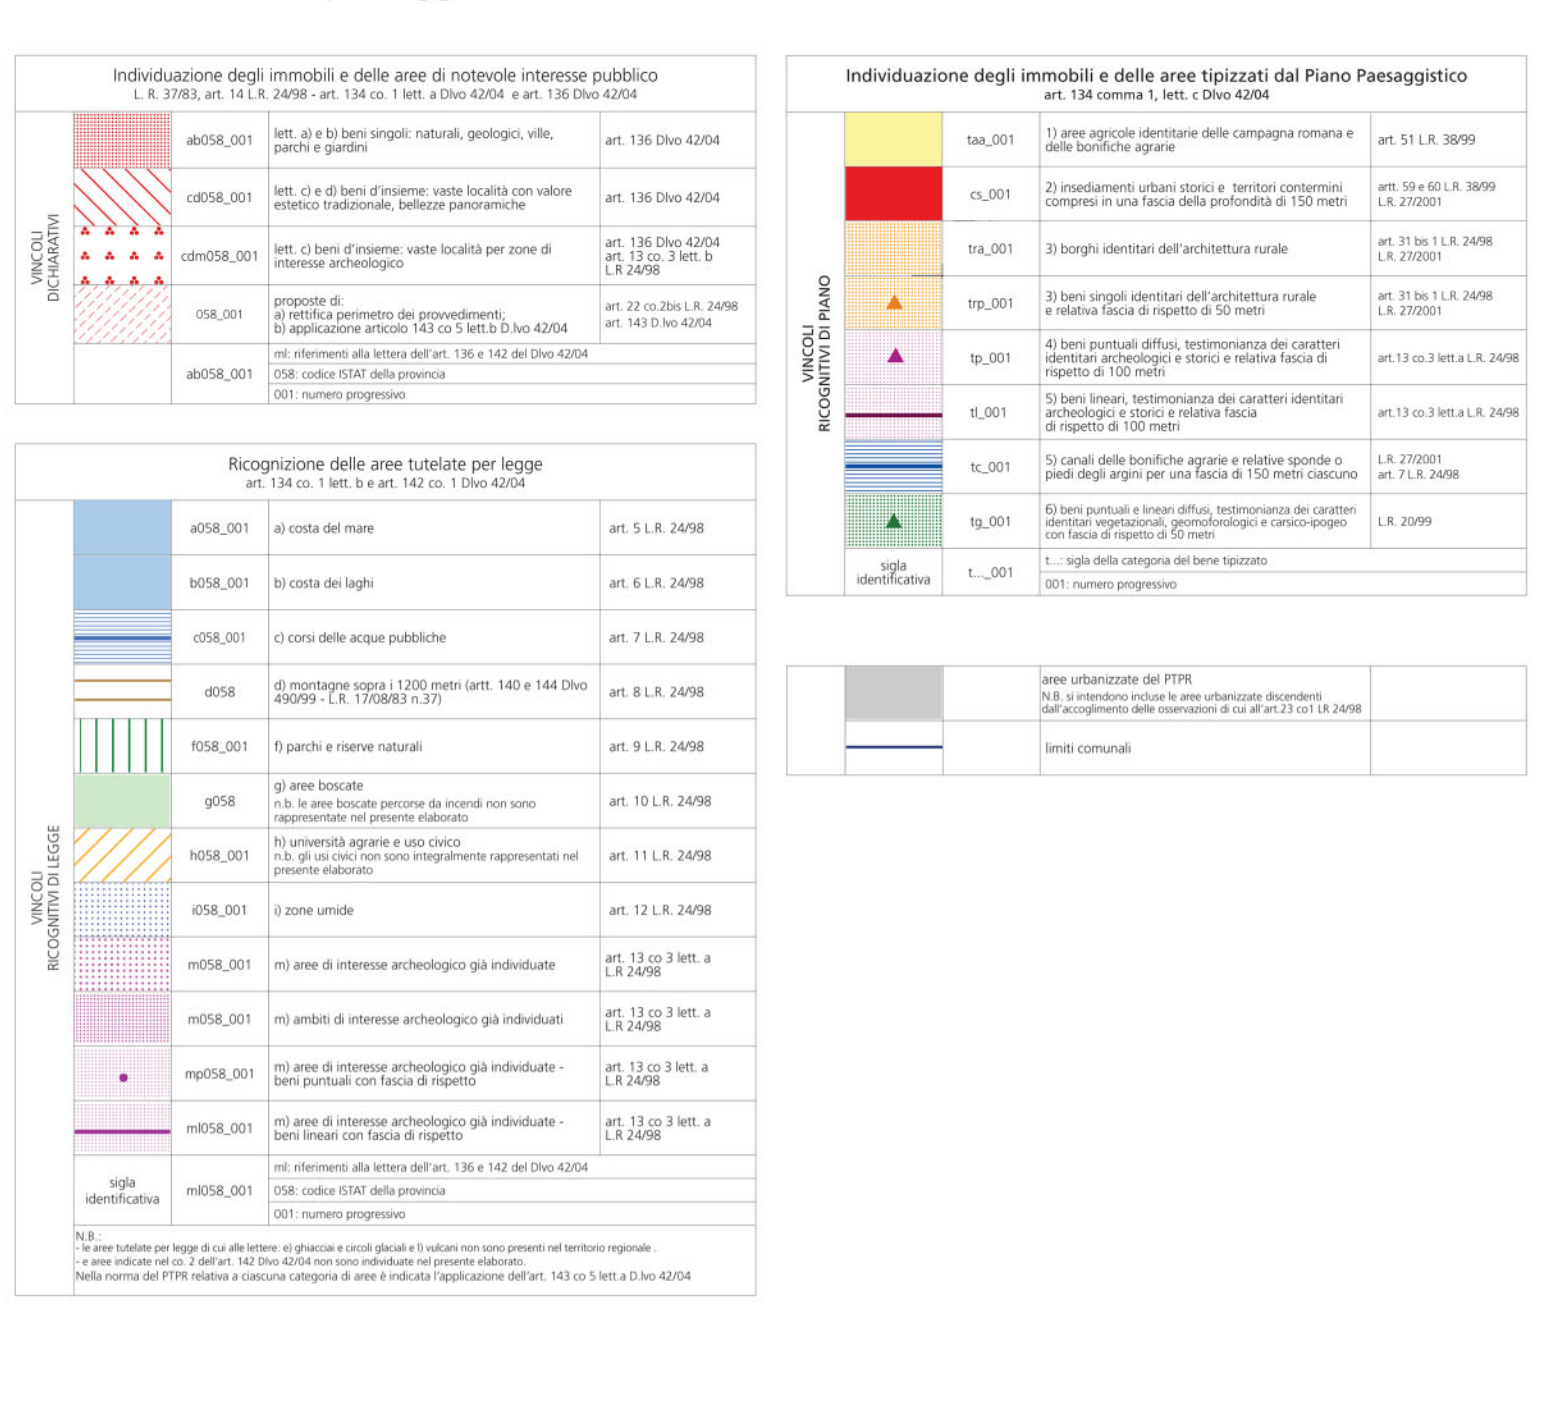 Individuazione degli immobili e delle aree di notevole interesse pubblico
L. R. 37/83, art. 14 L.R. 24/98 - art. 134 co. 1 lett. a Dlvo 42/04 e art. 136 Dlvo 42/04
VINCOLI
DICHIARATIVI
ab058_001
lett. a) e b) beni singoli: naturali, geologici, ville,
parchi e giardini
art. 136 Dlvo 42/04
cd058_001
lett. c) e d) beni d'insieme: vaste località con valore
estetico tradizionale, bellezze panoramiche
art. 136 Dlvo 42/04
cdm058_001
lett. c) beni d'insieme: vaste località per zone di
interesse archeologico
art. 136 Dlvo 42/04
art. 13 co. 3 lett. b
L.R 24/98
058_001
proposte di:
a) rettifica perimetro dei provvedimenti;
b) applicazione articolo 143 co 5 lett.b D.lvo 42/04
art. 22 co.2bis L.R. 24/98
art. 143 D.lvo 42/04
ab058_001
ml: riferimenti alla lettera dell'art. 136 e 142 del Dlvo 42/04
058: codice ISTAT della provincia
001: numero progressivo
Ricognizione delle aree tutelate per legge
art. 134 co. 1 lett. b e art. 142 co. 1 Dlvo 42/04
VINCOLI
RICOGNITIVI DI LEGGE
a058_001
a) costa del mare
art. 5 L.R. 24/98
b058_001
b) costa dei laghi
art. 6 L.R. 24/98
c058_001
c) corsi delle acque pubbliche
art. 7 L.R. 24/98
d058
d) montagne sopra i 1200 metri (artt. 140 e 144 Dlvo
490/99 - L.R. 17/08/83 n.37)
art. 8 L.R. 24/98
f058_001
f) parchi e riserve naturali
art. 9 L.R. 24/98
g058
g) aree boscate
n.b. le aree boscate percorse da incendi non sono
rappresentate nel presente elaborato
art. 10 L.R. 24/98
h058_001
h) università agrarie e uso civico
n.b. gli usi civici non sono integralmente rappresentati nel
presente elaborato
art. 11 L.R. 24/98
i058_001
i) zone umide
art. 12 L.R. 24/98
m058_001
m) aree di interesse archeologico già individuate
art. 13 co 3 lett. a
L.R 24/98
m058_001
m) ambiti di interesse archeologico già individuati
art. 13 co 3 lett. a
L.R 24/98
mp058_001
m) aree di interesse archeologico già individuate -
beni puntuali con fascia di rispetto
art. 13 co 3 lett. a
L.R 24/98
ml058_001
m) aree di interesse archeologico già individuate -
beni lineari con fascia di rispetto
art. 13 co 3 lett. a
L.R 24/98
sigla
identificativa
ml058_001
ml: riferimenti alla lettera dell'art. 136 e 142 del Dlvo 42/04
058: codice ISTAT della provincia
001: numero progressivo
N.B.:
- le aree tutelate per legge di cui alle lettere: e) ghiacciai e circoli glaciali e l) vulcani non sono presenti nel territorio regionale .
- e aree indicate nel co. 2 dell'art. 142 Dlvo 42/04 non sono individuate nel presente elaborato.
Nella norma del PTPR relativa a ciascuna categoria di aree è indicata l'applicazione dell'art. 143 co 5 lett.a D.lvo 42/04
Individuazione degli immobili e delle aree tipizzati dal Piano Paesaggistico
art. 134 comma 1, lett. c Dlvo 42/04
VINCOLI
RICOGNITIVI DI PIANO
taa_001
1) aree agricole identitarie delle campagna romana e
delle bonifiche agrarie
art. 51 L.R. 38/99
cs_001
2) insediamenti urbani storici e territori contermini
compresi in una fascia della profondità di 150 metri
artt. 59 e 60 L.R. 38/99
L.R. 27/2001
tra_001
3) borghi identitari dell'architettura rurale
art. 31 bis 1 L.R. 24/98
L.R. 27/2001
trp_001
3) beni singoli identitari dell'architettura rurale
e relativa fascia di rispetto di 50 metri
art. 31 bis 1 L.R. 24/98
L.R. 27/2001
tp_001
4) beni puntuali diffusi, testimonianza dei caratteri
identitari archeologici e storici e relativa fascia di
rispetto di 100 metri
art.13 co.3 lett.a L.R. 24/98
tl_001
5) beni lineari, testimonianza dei caratteri identitari
archeologici e storici e relativa fascia
di rispetto di 100 metri
art.13 co.3 lett.a L.R. 24/98
tc_001
5) canali delle bonifiche agrarie e relative sponde o
piedi degli argini per una fascia di 150 metri ciascuno
L.R. 27/2001
art. 7 L.R. 24/98
tg_001
6) beni puntuali e lineari diffusi, testimonianza dei caratteri
identitari vegetazionali, geomoforologici e carsico-ipogeo
con fascia di rispetto di 50 metri
L.R. 20/99
sigla
identificativa
t..._001
t...: sigla della categoria del bene tipizzato
001: numero progressivo
aree urbanizzate del PTPR
N.B. si intendono incluse le aree urbanizzate discendenti
dall'accoglimento delle osservazioni di cui all'art.23 co1 LR 24/98
limiti comunali